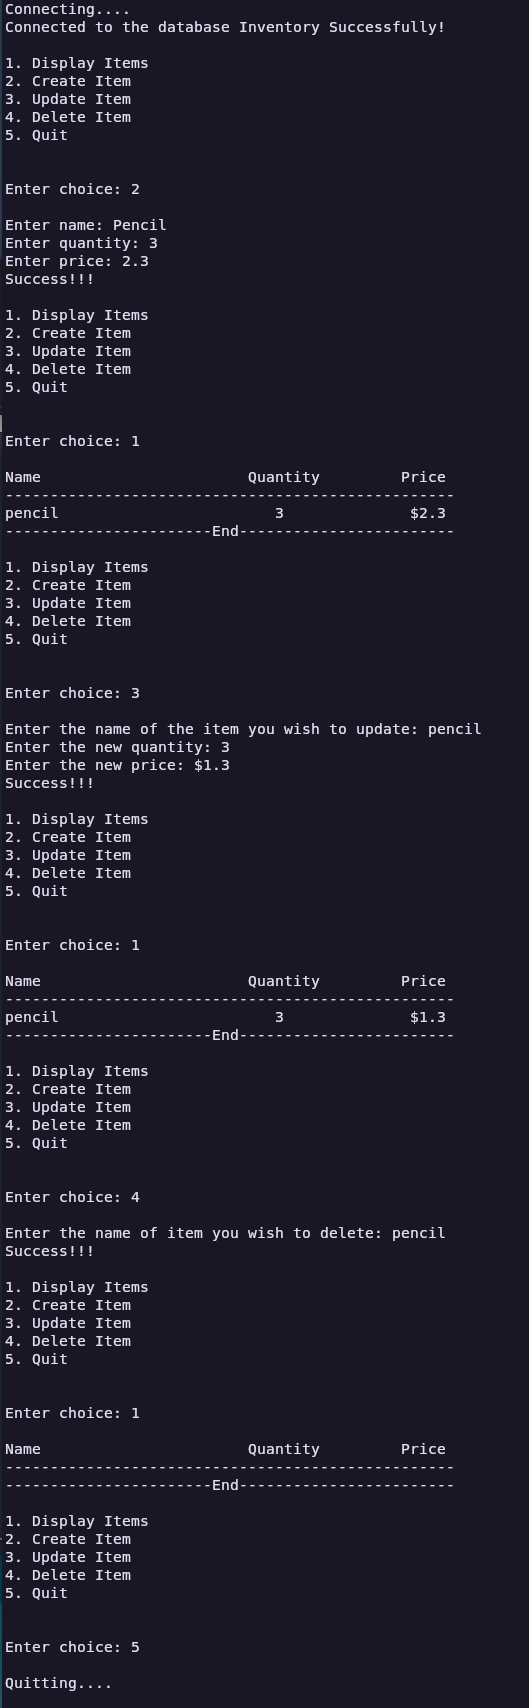 Connecting....
Connected to the database Inventory Successfully!
1. Display Items
2. Create Item
3. Update Item
4. Delete Item
5. Quit
Enter choice: 2
Enter name: Pencil
Enter quantity: 3
Enter price: 2.3
Success!!!
1. Display Items
2. Create Item
3. Update Item
4. Delete Item
5. Quit
Enter choice: 1
Name Quantity Price
--------------------------------------------------
pencil 3 $2.3
-----------------------End------------------------
1. Display Items
2. Create Item
3. Update Item
4. Delete Item
5. Quit
Enter choice: 3
Enter the name of the item you wish to update: pencil
Enter the new quantity: 3
Enter the new price: $1.3
Success!!!
1. Display Items
2. Create Item
3. Update Item
4. Delete Item
5. Quit
Enter choice: 1
Name Quantity Price
--------------------------------------------------
pencil 3 $1.3
-----------------------End------------------------
1. Display Items
2. Create Item
3. Update Item
4. Delete Item
5. Quit
Enter choice: 4
Enter the name of item you wish to delete: pencil
Success!!!
1. Display Items
2. Create Item
3. Update Item
4. Delete Item
5. Quit
Enter choice: 1
Name Quantity Price
--------------------------------------------------
-----------------------End------------------------
1. Display Items
2. Create Item
3. Update Item
4. Delete Item
5. Quit
Enter choice: 5
Quitting....